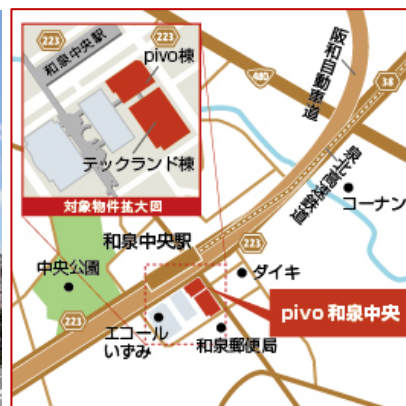 223
和泉中央駅
223
pivo棟
テックランド棟
対象物件拡大図
阪和自動車道
480
38
泉北高速鉄道
コーナン
和泉中央駅
223
中央公園
ダイキ
pivo 和泉中央
223
エコール
いずみ
和泉郵便局